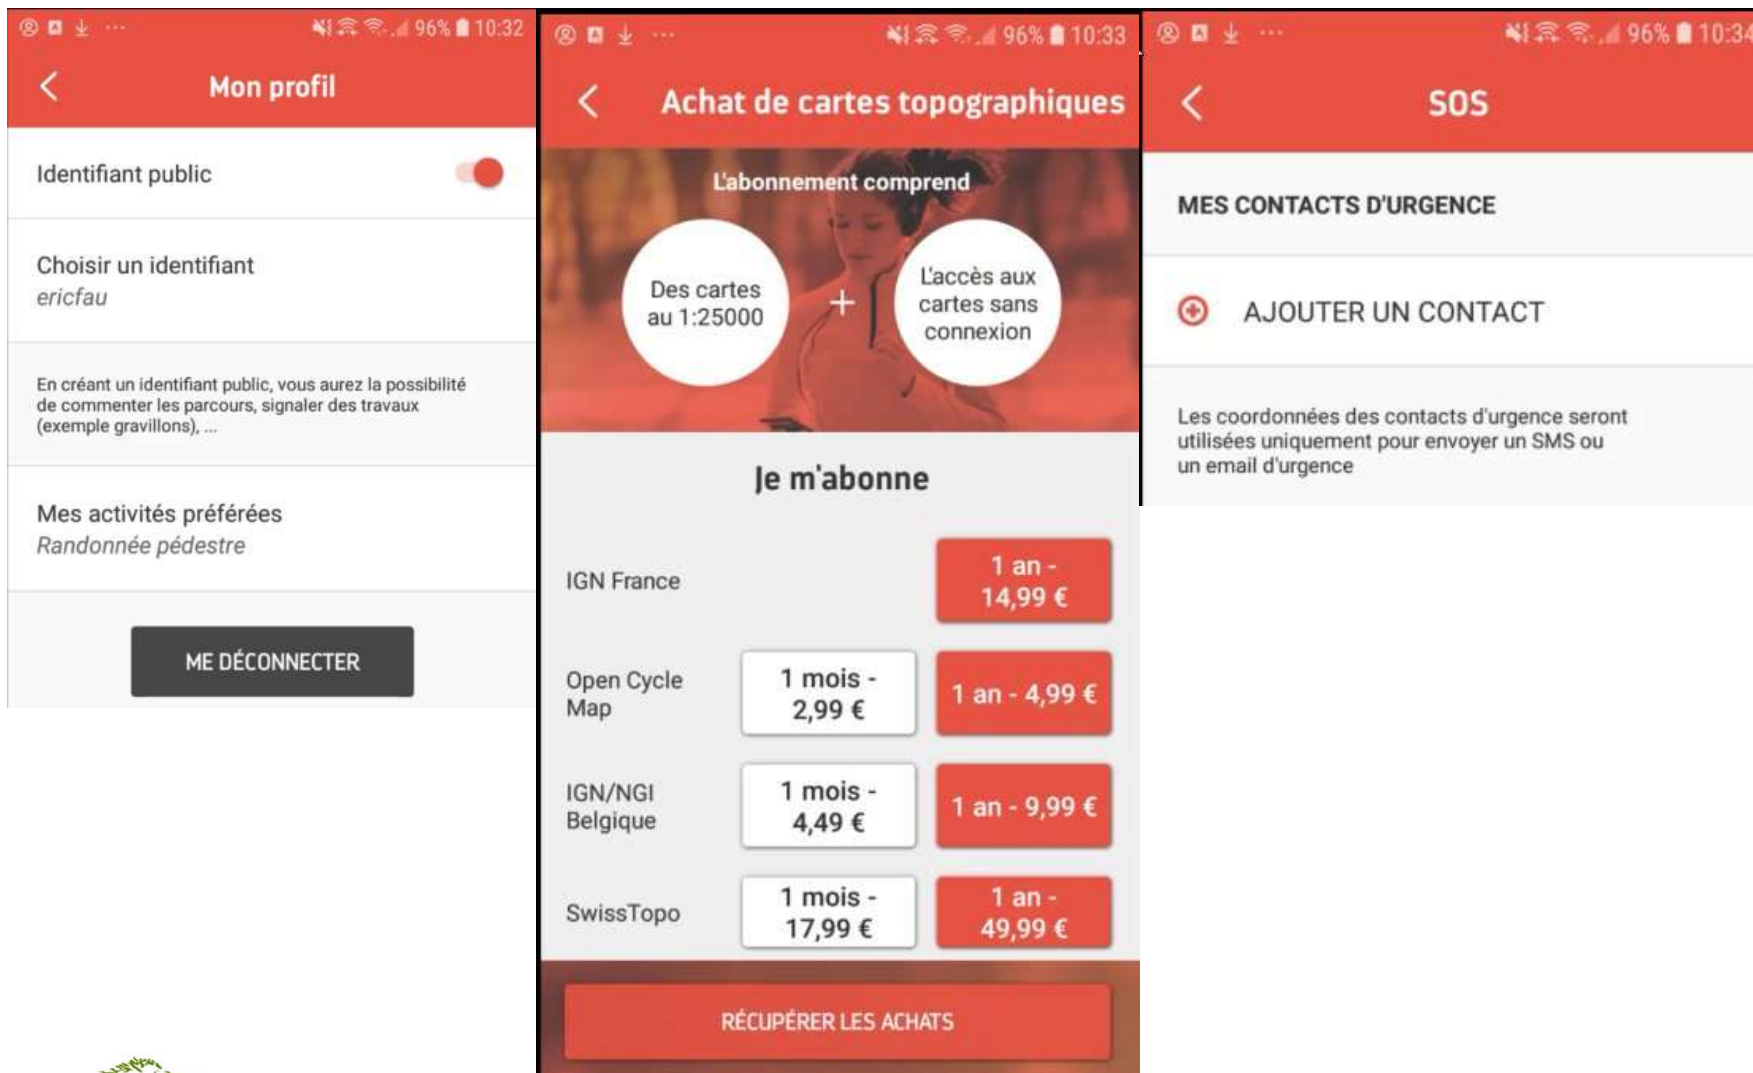 96% 10:32
Mon profil
Identifiant public
Choisir un identifiant
ericfau
En créant un identifiant public, vous aurez la possibilité
de commenter les parcours, signaler des travaux
(exemple gravillons), ...
Mes activités préférées
Randonnée pédestre
ME DÉCONNECTER
96% 10:33
Achat de cartes topographiques
L'abonnement comprend
Des cartes
au 1:25000
+
L'accès aux
cartes sans
connexion
Je m'abonne
IGN France
1 an -
14,99 €
Open Cycle
Map
1 mois -
2,99 €
1 an - 4,99 €
IGN/NGI
Belgique
1 mois -
4,49 €
1 an - 9,99 €
SwissTopo
1 mois -
17,99 €
1 an -
49,99 €
RÉCUPÉRER LES ACHATS
96% 10:34
SOS
MES CONTACTS D'URGENCE
AJOUTER UN CONTACT
Les coordonnées des contacts d'urgence seront
utilisées uniquement pour envoyer un SMS ou
un email d'urgence